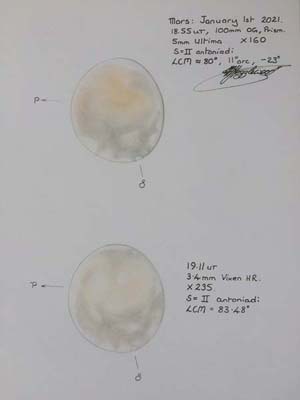 Mars: January 1st 2021.
18.55 UT, 100mm OG, Prism.
5mm Ultima X160
S=II antoniadi
LCM ≈ 80°, 11"arc, -23°
P
♂
19.11 UT
3.4mm Vixen HR.
X 235.
S= II antoniadi
LCM = 83.48°
P
♂